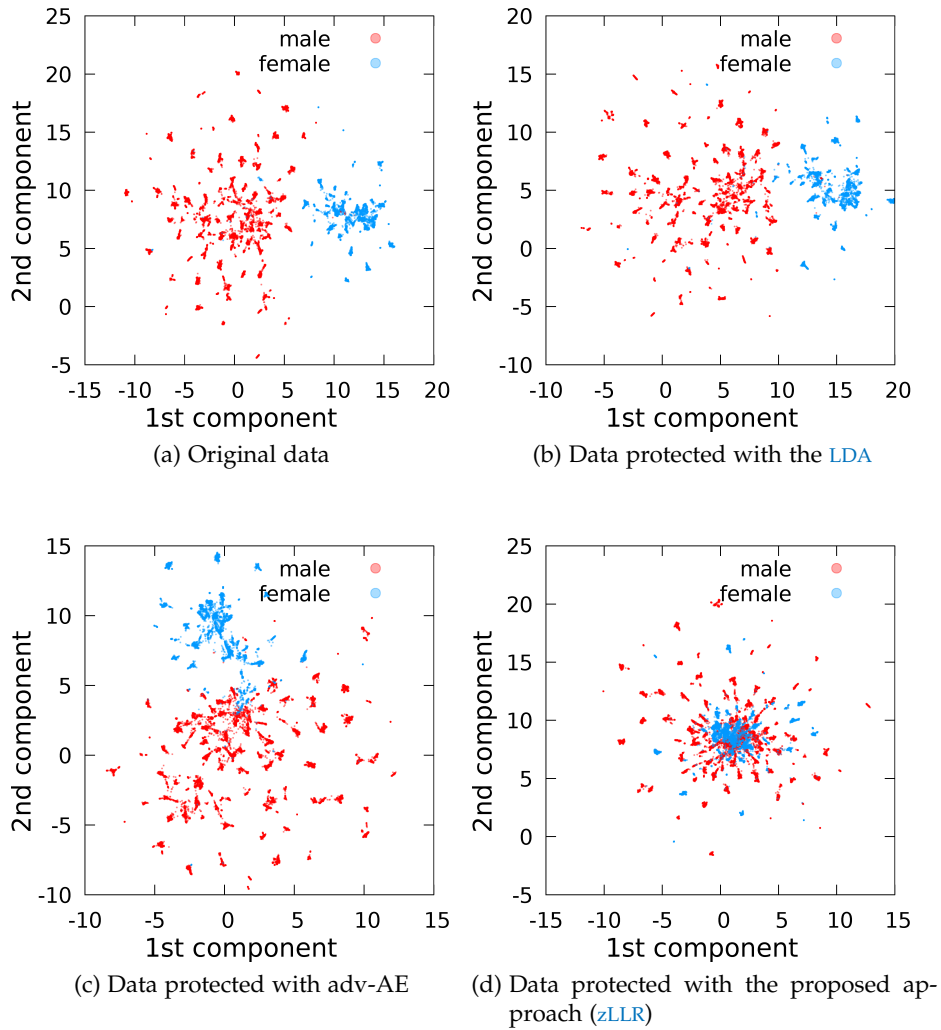 25
20
15
10
5
0
-5
-15 -10 -5 0 5 10 15 20
2nd component
1st component
male
female
(a) Original data
20
15
10
5
0
-5
-10
-10 -5 0 5 10 15 20
2nd component
1st component
male
female
(b) Data protected with the LDA
15
10
5
0
-5
-10
-10 -5 0 5 10 15
2nd component
1st component
male
female
(c) Data protected with adv-AE
25
20
15
10
5
0
-5
-15 -10 -5 0 5 10 15
2nd component
1st component
male
female
(d) Data protected with the proposed ap-
proach (zLLR)